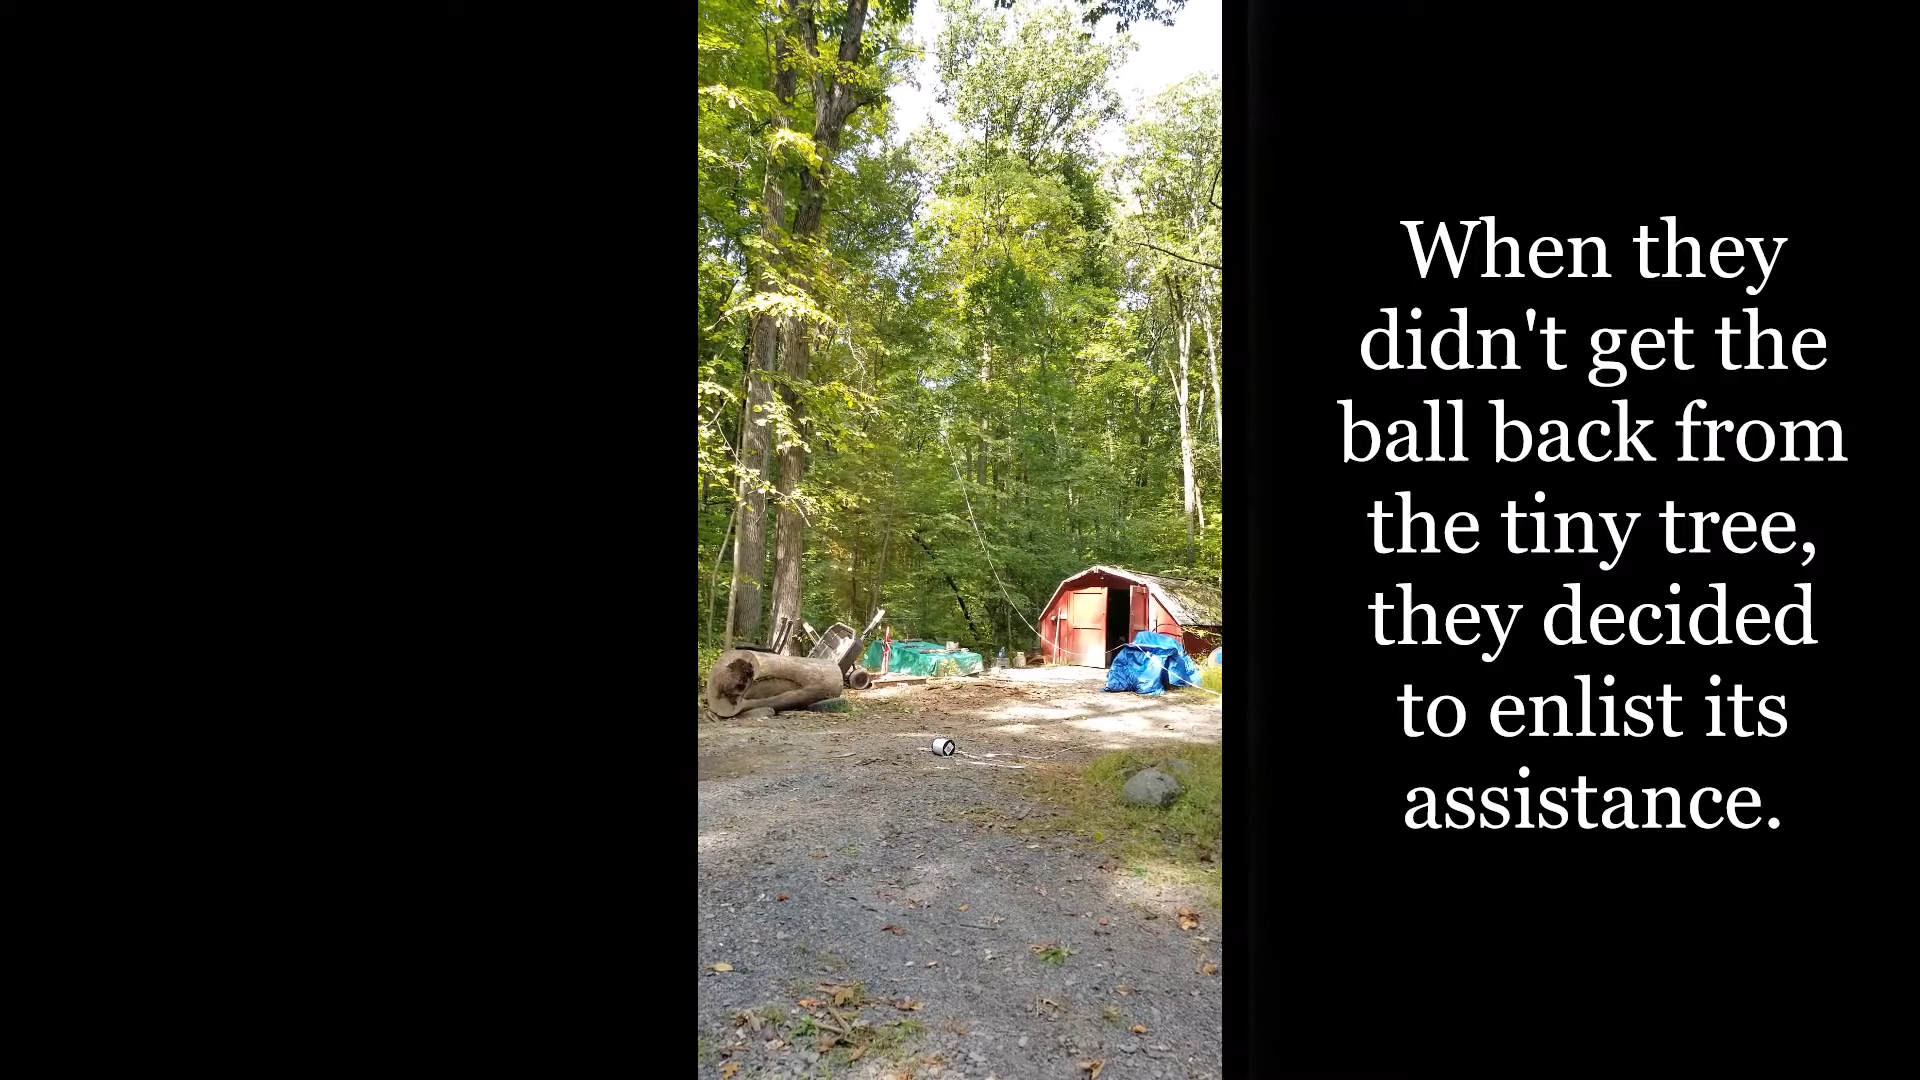 When they
didn't get the
ball back from
the tiny tree,
they decided
to enlist its
assistance.